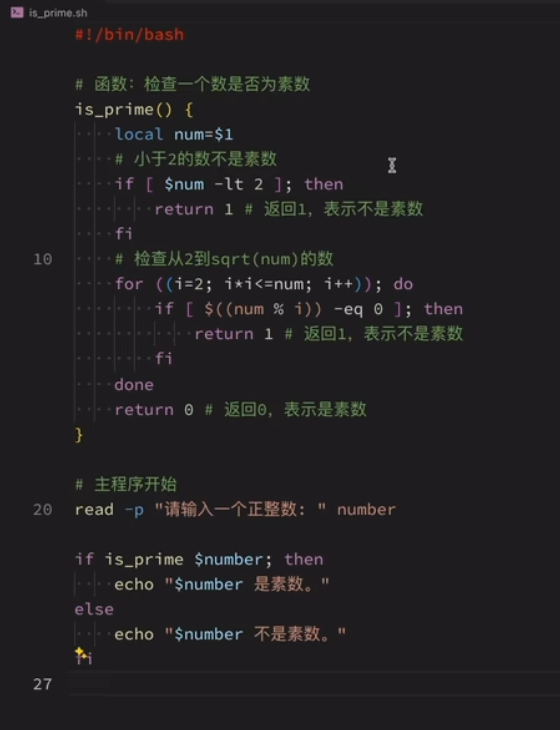 is_prime.sh
#!/bin/bash
# 函数：检查一个数是否为素数
is_prime() {
local num=$1
# 小于2的数不是素数
if [ $num -lt 2 ]; then
return 1 # 返回1，表示不是素数
fi
10 # 检查从2到sqrt(num)的数
for ((i=2; i*i<=num; i++)); do
if [ $((num % i)) -eq 0 ]; then
return 1 # 返回1，表示不是素数
fi
done
return 0 # 返回0，表示是素数
}
# 主程序开始
20 read -p "请输入一个正整数: " number
if is_prime $number; then
echo "$number 是素数。"
else
echo "$number 不是素数。"
fi
27